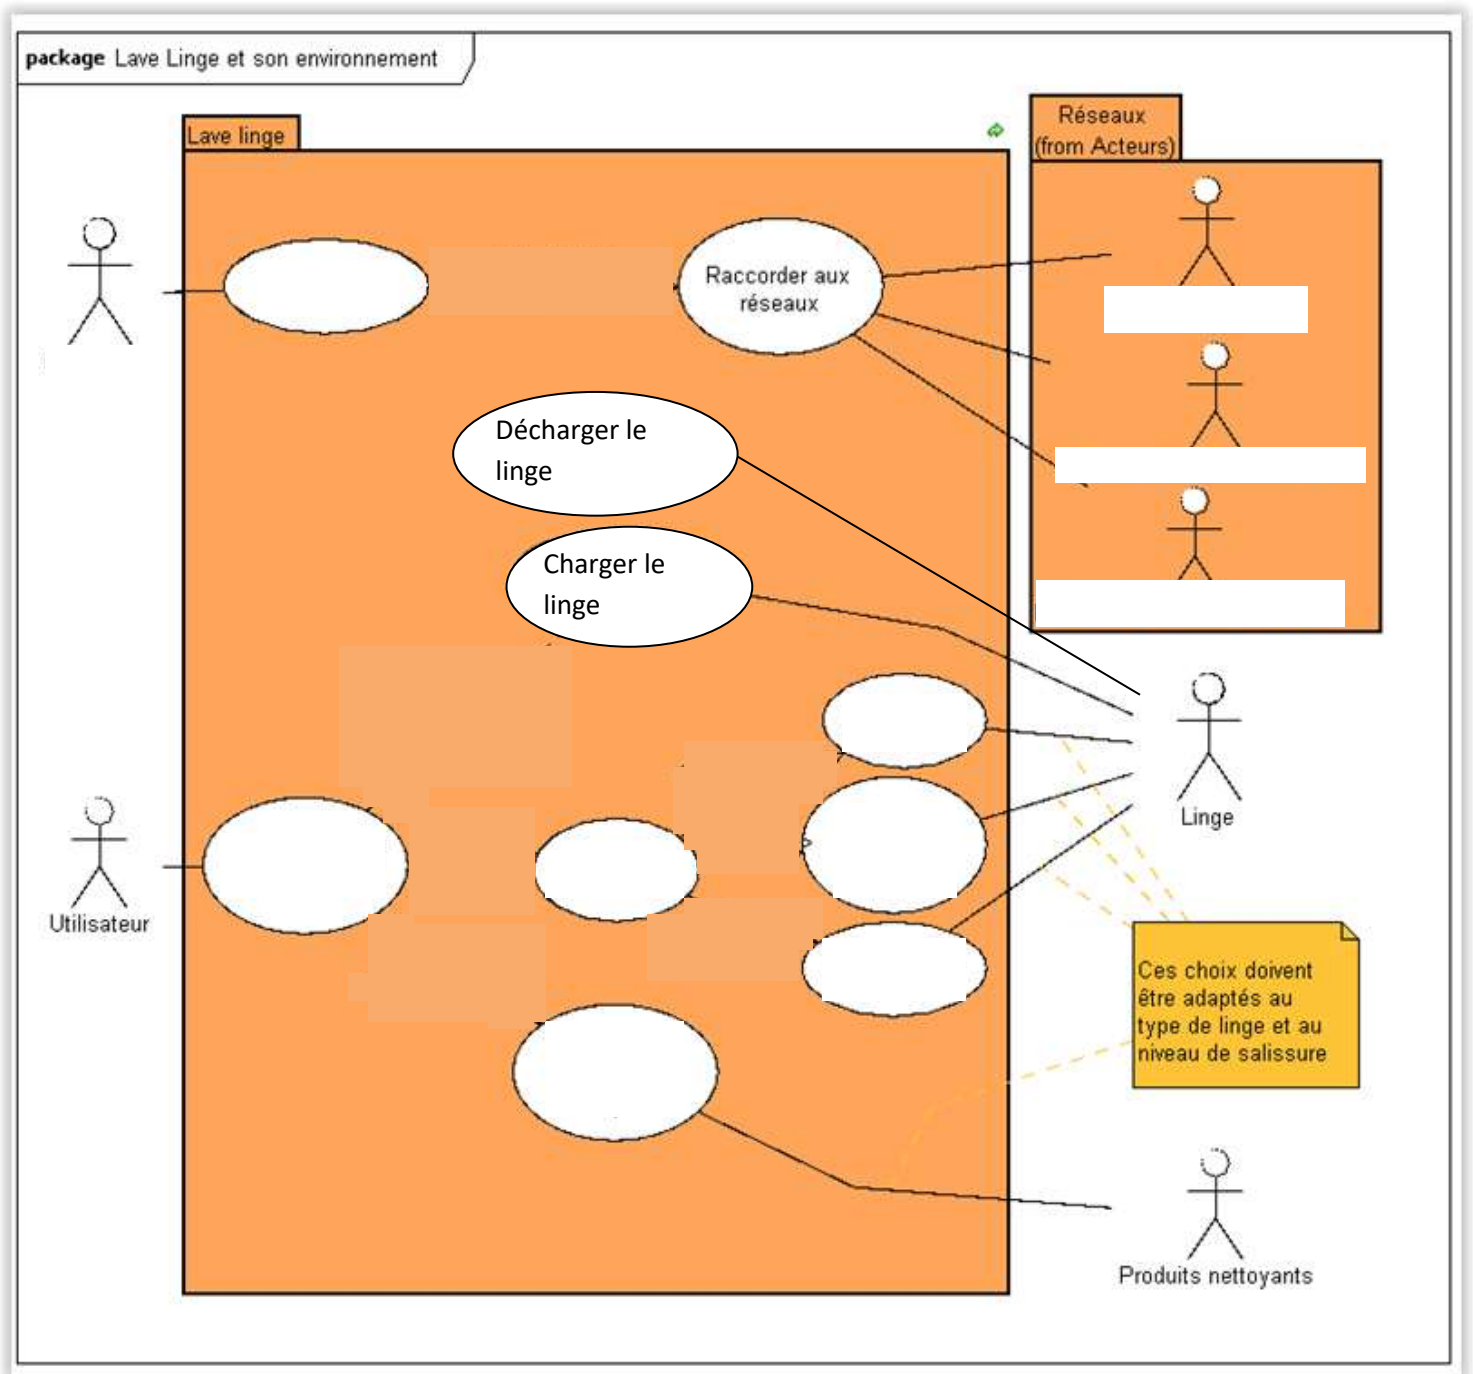 package Lave Linge et son environnement
Lave linge
Réseaux
(from Acteurs)
Raccorder aux
réseaux
Décharger le
linge
Charger le
linge
Linge
Utilisateur
Ces choix doivent
être adaptés au
type de linge et au
niveau de salissure
Produits nettoyants